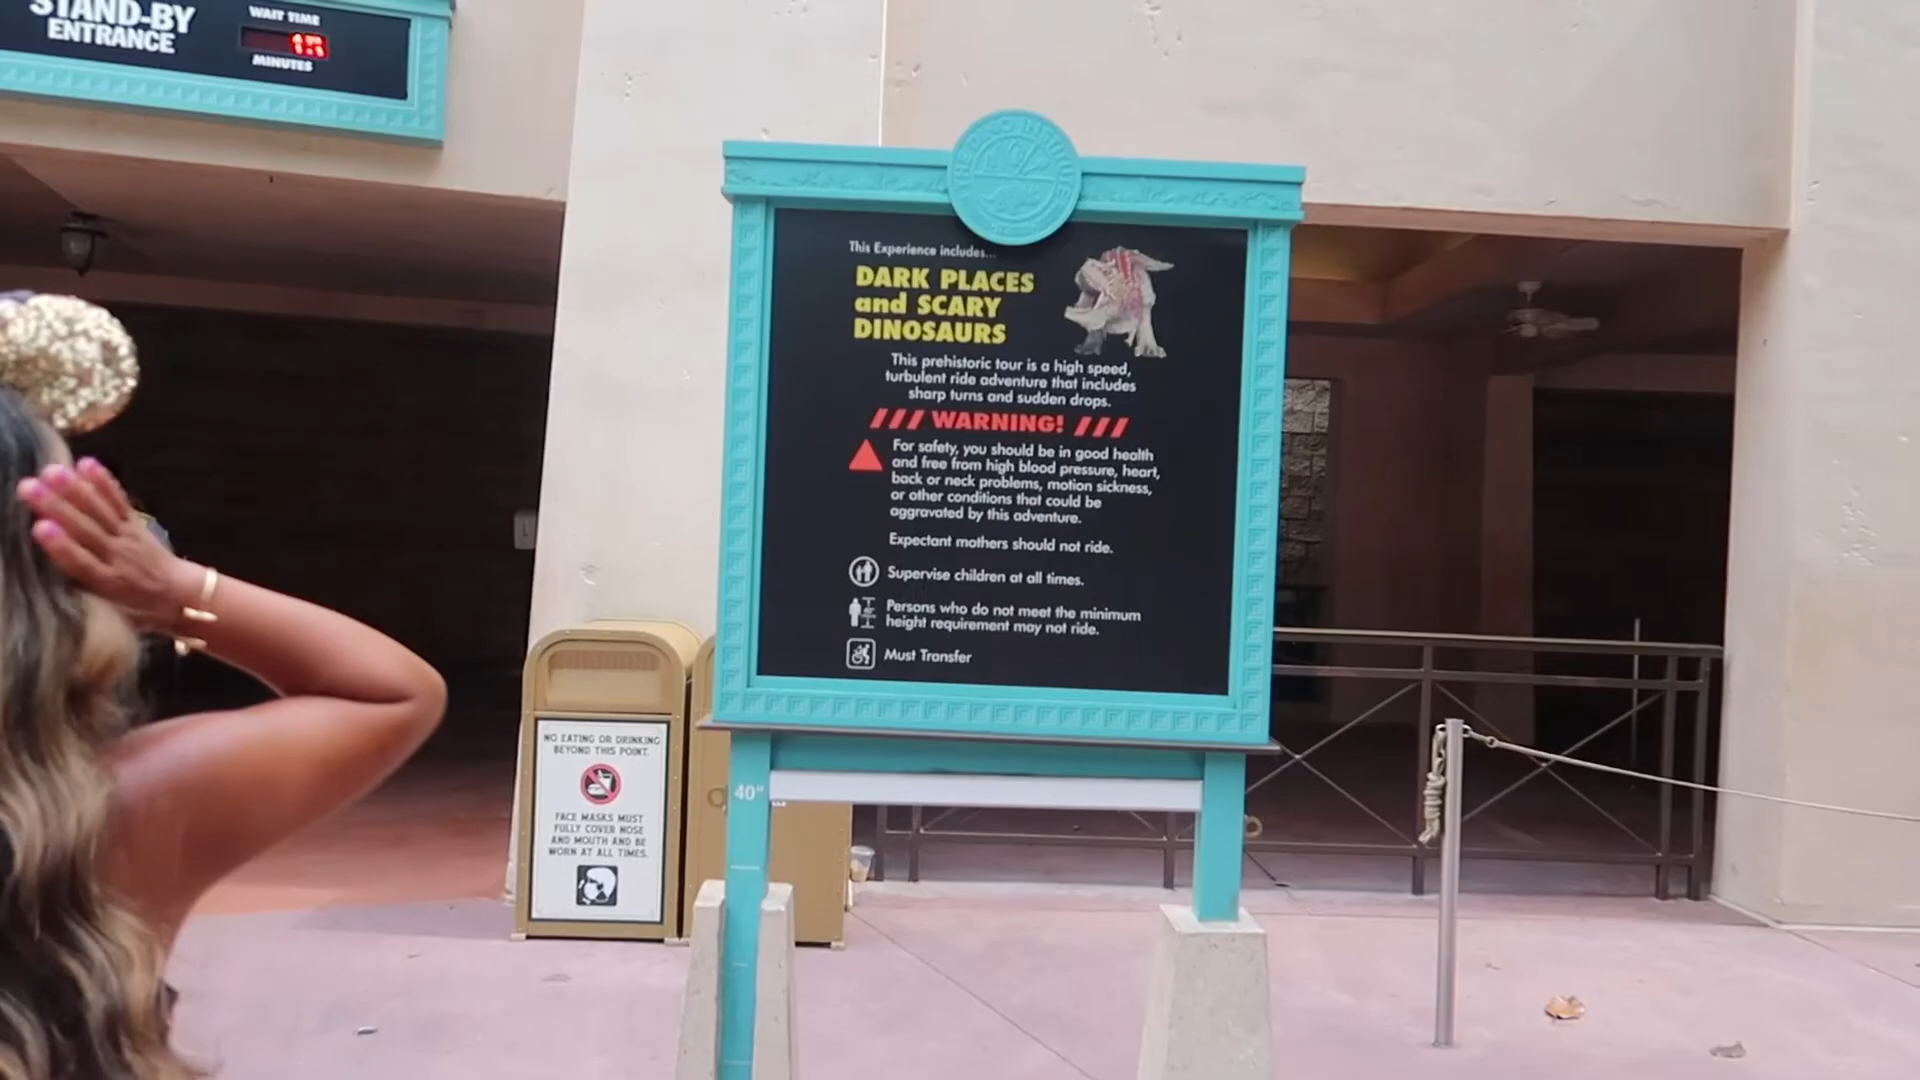 STAND-BY
ENTRANCE
WAIT TIME
MINUTES
THE DINO INSTITUTE
This Experience includes...
DARK PLACES
and SCARY
DINOSAURS
This prehistoric tour is a high speed,
turbulent ride adventure that includes
sharp turns and sudden drops.
WARNING!
For safety, you should be in good health
and free from high blood pressure, heart,
back or neck problems, motion sickness,
or other conditions that could be
aggravated by this adventure.
Expectant mothers should not ride.
Supervise children at all times.
Persons who do not meet the minimum
height requirement may not ride.
Must Transfer
40"
NO EATING OR DRINKING
BEYOND THIS POINT.
FACE MASKS MUST
FULLY COVER NOSE
AND MOUTH AND BE
WORN AT ALL TIMES.